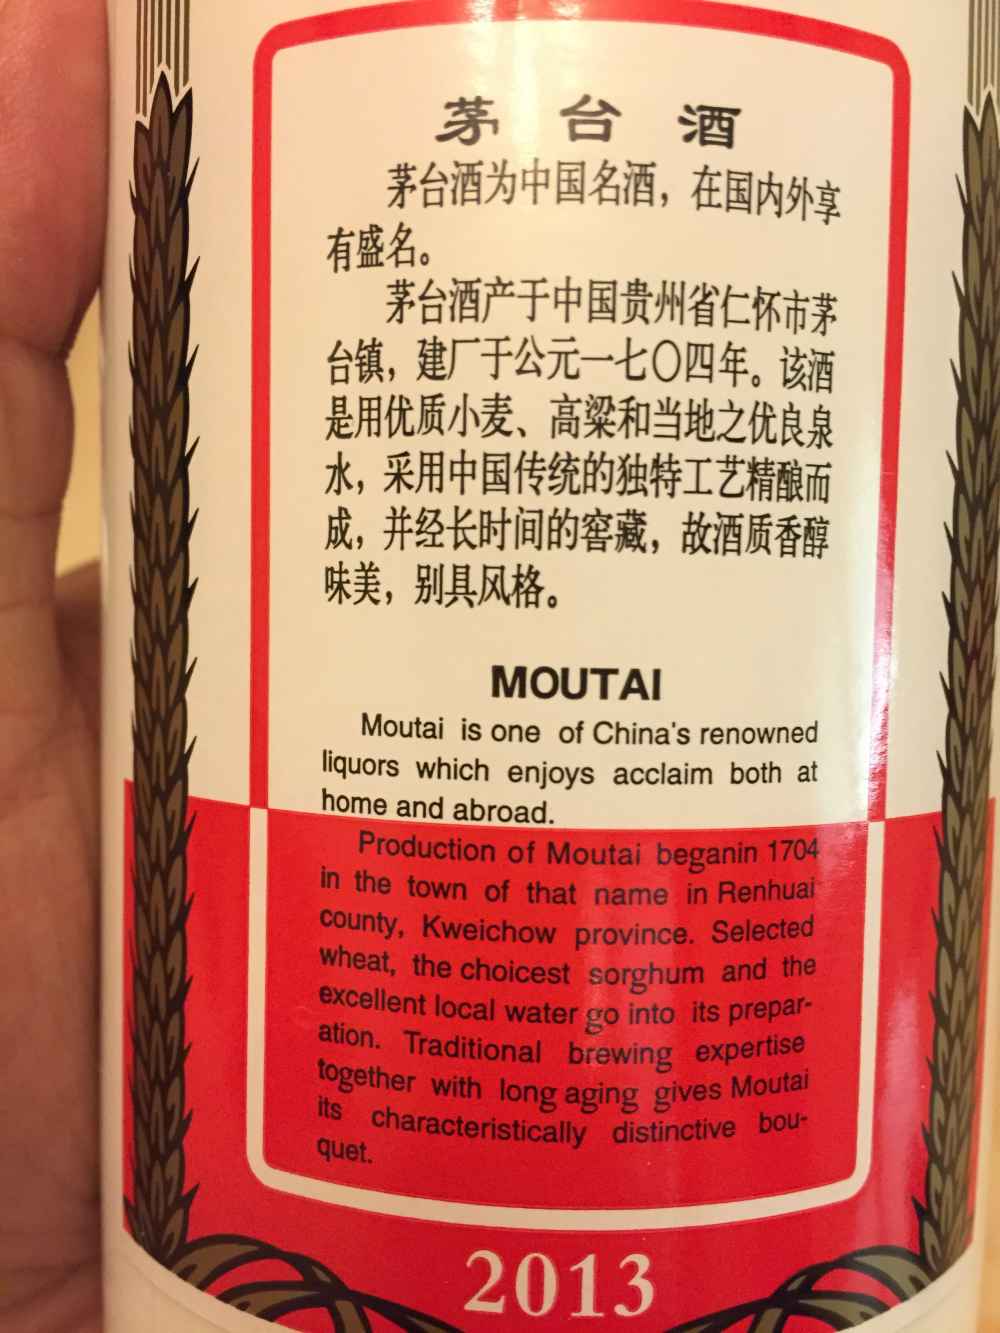 茅台酒
茅台酒为中国名酒，在国内外享
有盛名。
茅台酒产于中国贵州省仁怀市茅
台镇，建厂于公元一七〇四年。该酒
是用优质小麦、高粱和当地之优良泉
水，采用中国传统的独特工艺精酿而
成，并经长时间的窖藏，故酒质香醇
味美，别具风格。
MOUTAI
Moutai is one of China's renowned
liquors which enjoys acclaim both at
home and abroad.
Production of Moutai beganin 1704
in the town of that name in Renhuai
county, Kweichow province. Selected
wheat, the choicest sorghum and the
excellent local water go into its prepar-
ation. Traditional brewing expertise
together with long aging gives Moutai
its characteristically distinctive bou-
quet.
2013